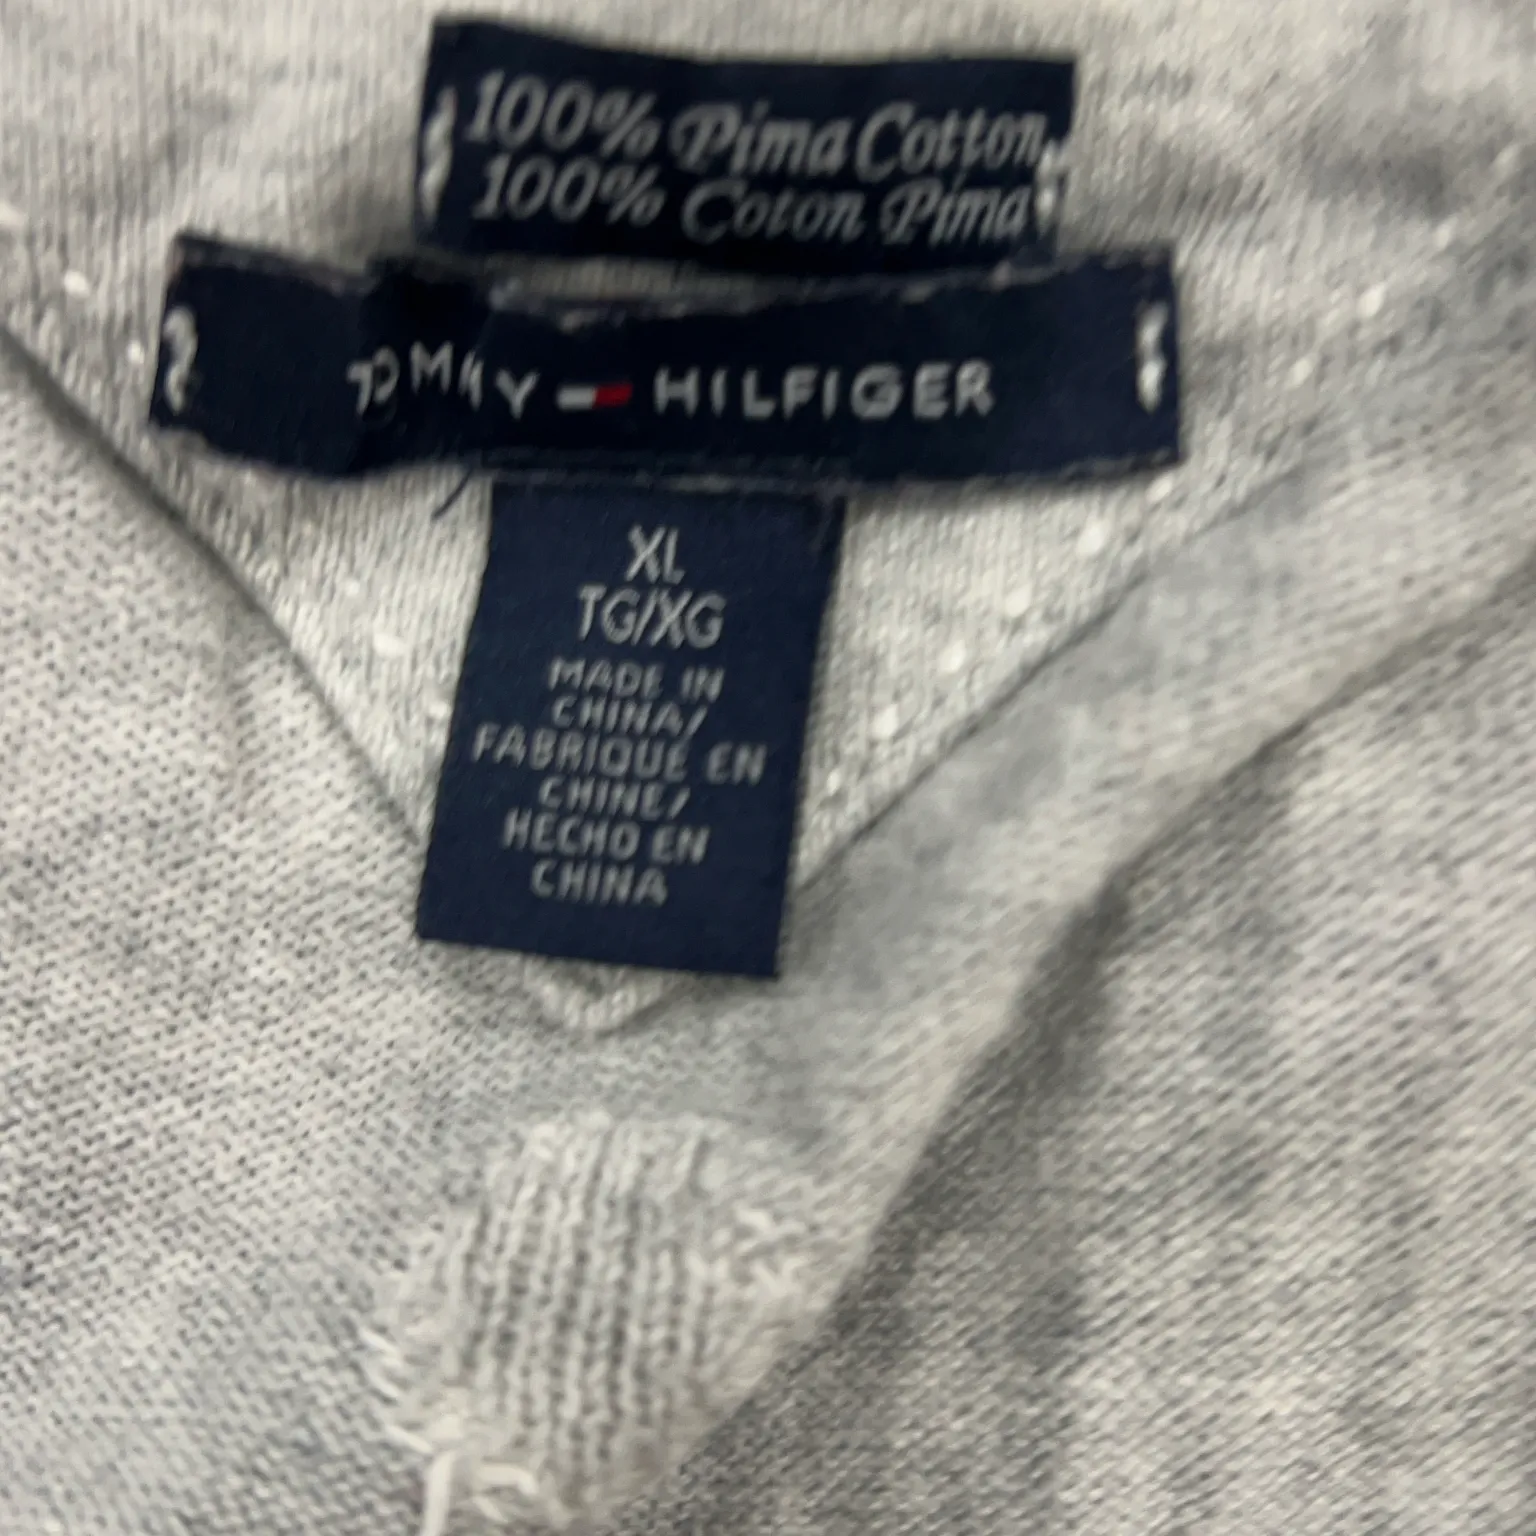 100% Pima Cotton
100% Coton Pima
TOMMY HILFIGER
XL
TG/XG
MADE IN
CHINA/
FABRIQUE EN
CHINE/
HECHO EN
CHINA